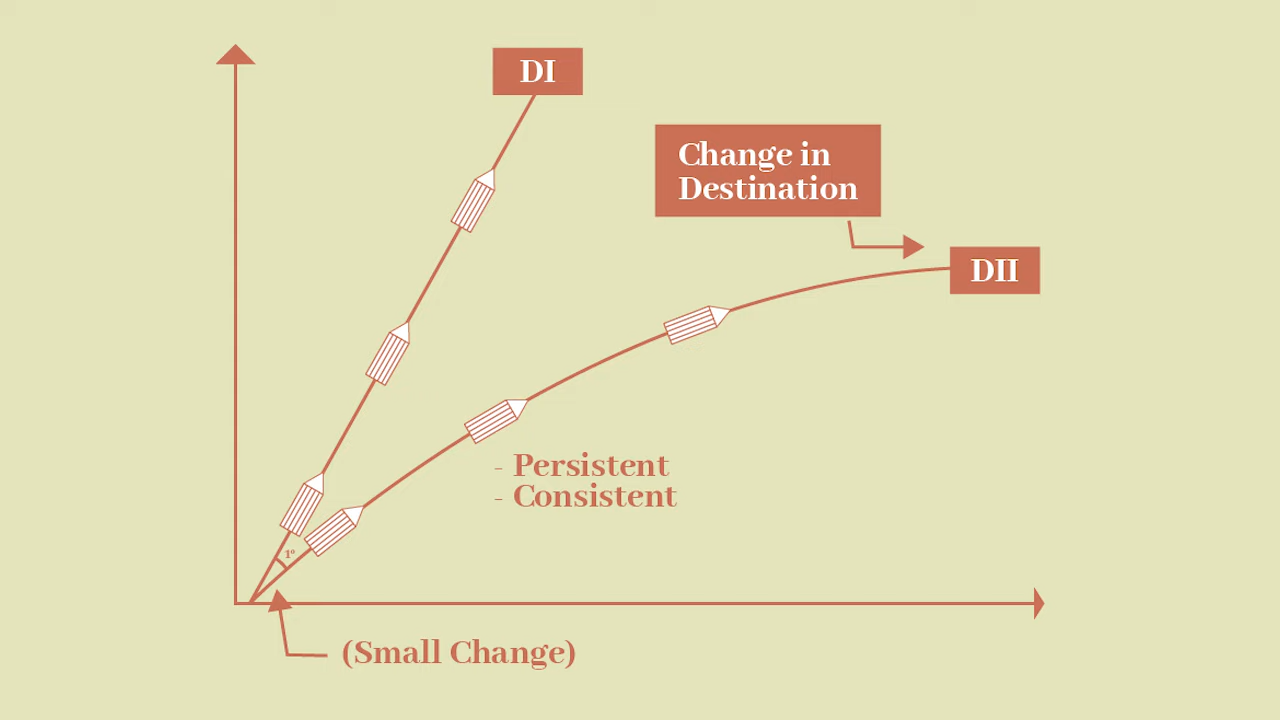 DI
Change in
Destination
DII
- Persistent
- Consistent
1°
(Small Change)